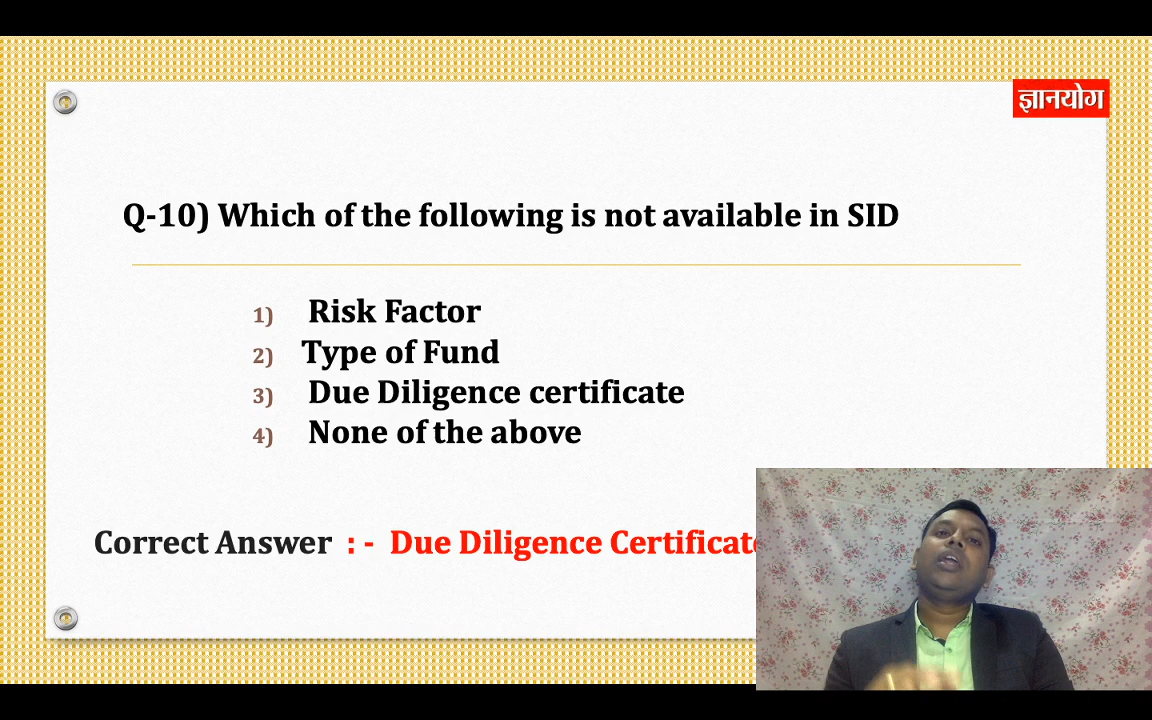 ज्ञानयोग
Q-10) Which of the following is not available in SID
1) Risk Factor
2) Type of Fund
3) Due Diligence certificate
4) None of the above
Correct Answer : - Due Diligence Certificate